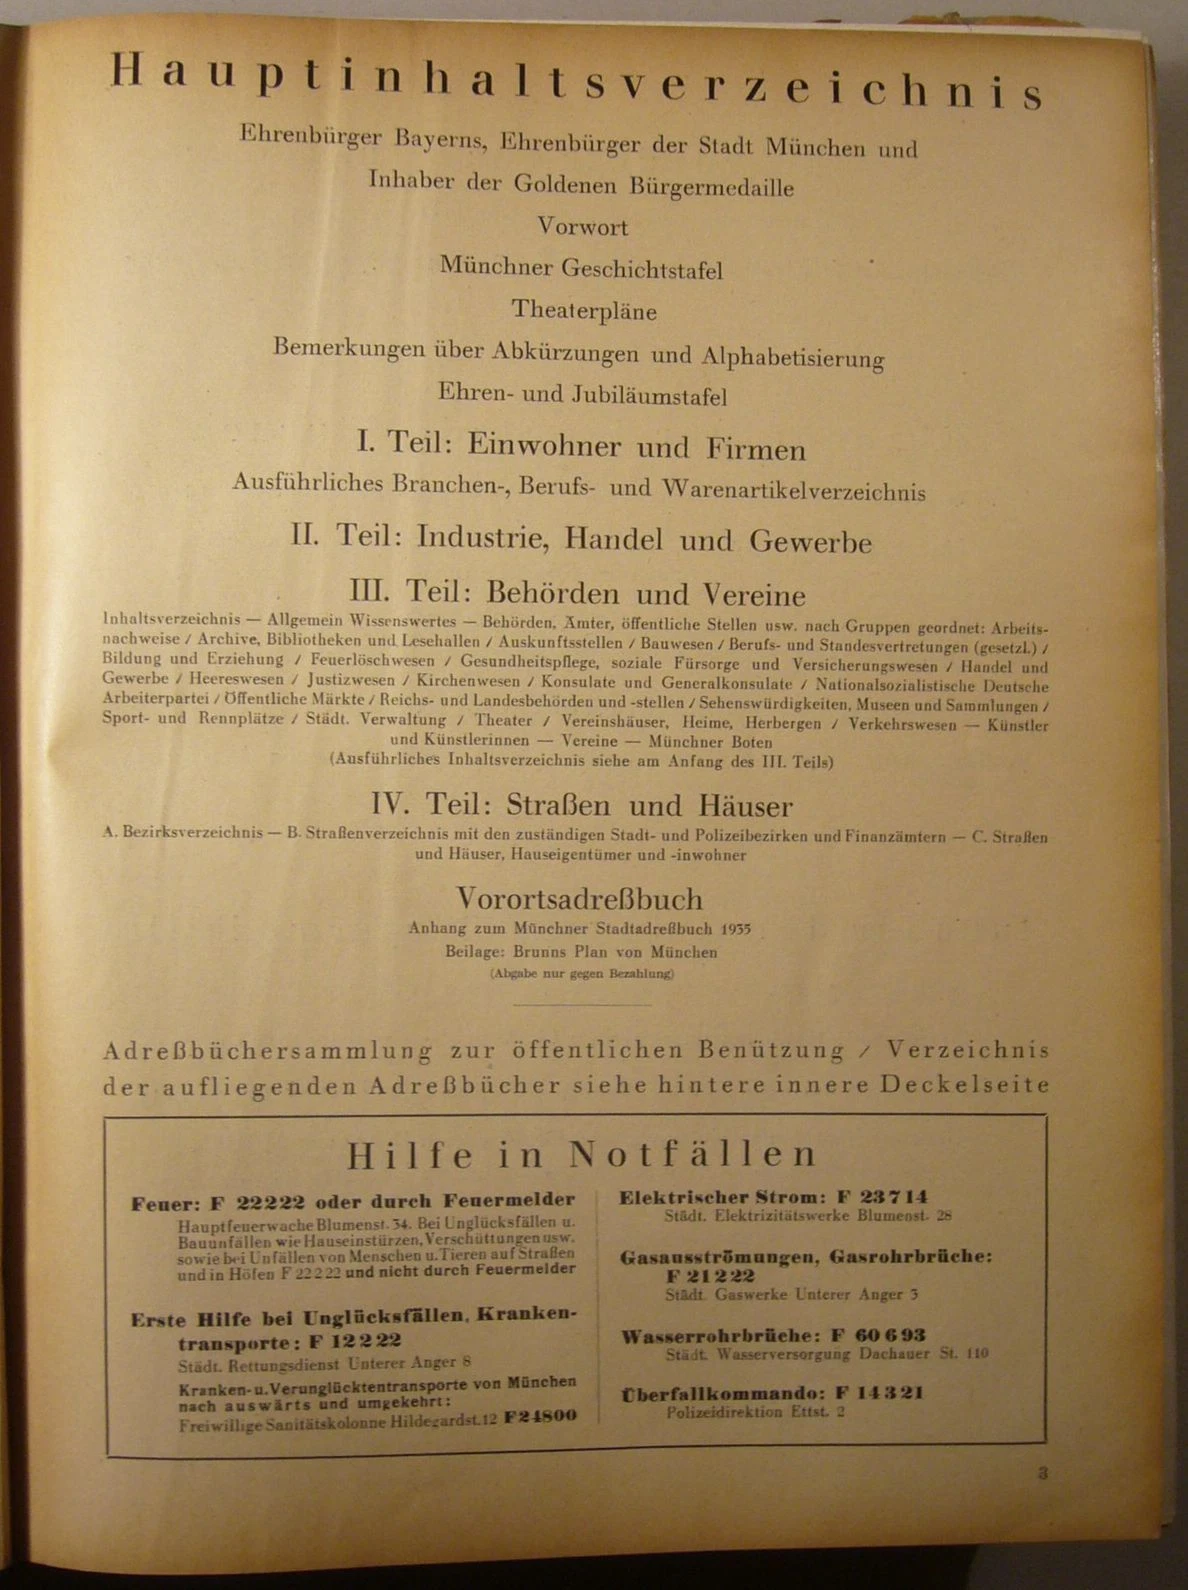 Hauptinhaltsverzeichnis
Ehrenbürger Bayerns, Ehrenbürger der Stadt München und
Inhaber der Goldenen Bürgermedaille
Vorwort
Münchner Geschichtstafel
Theaterpläne
Bemerkungen über Abkürzungen und Alphabetisierung
Ehren- und Jubiläumstafel
I. Teil: Einwohner und Firmen
Ausführliches Branchen-, Berufs- und Warenartikelverzeichnis
II. Teil: Industrie, Handel und Gewerbe
III. Teil: Behörden und Vereine
Inhaltsverzeichnis — Allgemein Wissenswertes — Behörden, Ämter, öffentliche Stellen usw. nach Gruppen geordnet: Arbeits-
nachweise / Archive, Bibliotheken und Lesehallen / Auskunftsstellen / Bauwesen / Berufs- und Standesvertretungen (gesetzl.) /
Bildung und Erziehung / Feuerlöschwesen / Gesundheitspflege, soziale Fürsorge und Versicherungswesen / Handel und
Gewerbe / Heereswesen / Justizwesen / Kirchenwesen / Konsulate und Generalkonsulate / Nationalsozialistische Deutsche
Arbeiterpartei / Öffentliche Märkte / Reichs- und Landesbehörden und -stellen / Sehenswürdigkeiten, Museen und Sammlungen /
Sport- und Rennplätze / Städt. Verwaltung / Theater / Vereinshäuser, Heime, Herbergen / Verkehrswesen — Künstler
und Künstlerinnen — Vereine — Münchner Boten
(Ausführliches Inhaltsverzeichnis siehe am Anfang des III. Teils)
IV. Teil: Straßen und Häuser
A. Bezirksverzeichnis — B. Straßenverzeichnis mit den zuständigen Stadt- und Polizeibezirken und Finanzämtern — C. Straßen
und Häuser, Hauseigentümer und -inwohner
Vorortsadreßbuch
Anhang zum Münchner Stadtadreßbuch 1935
Beilage: Brunns Plan von München
(Abgabe nur gegen Bezahlung)
Adreßbüchersammlung zur öffentlichen Benützung / Verzeichnis
der aufliegenden Adreßbücher siehe hintere innere Deckelseite
Hilfe in Notfällen
Feuer: F 22222 oder durch Feuermelder
Hauptfeuerwache Blumenst. 34. Bei Unglücksfällen u.
Bauunfällen wie Hauseinstürzen, Verschüttungen usw.
sowie bei Unfällen von Menschen u. Tieren auf Straßen
und in Höfen F 22222 und nicht durch Feuermelder
Erste Hilfe bei Unglücksfällen, Kranken-
transporte: F 12222
Städt. Rettungsdienst Unterer Anger 8
Kranken- u. Verunglücktentransporte von München
nach auswärts und umgekehrt:
Freiwillige Sanitätskolonne Hildegardst. 12 F 24800
Elektrischer Strom: F 23714
Städt. Elektrizitätswerke Blumenst. 28
Gasausströmungen, Gasrohrbrüche:
F 21222
Städt. Gaswerke Unterer Anger 3
Wasserrohrbrüche: F 60693
Städt. Wasserversorgung Dachauer St. 110
Überfallkommando: F 14321
Polizeidirektion Ettst. 2
3